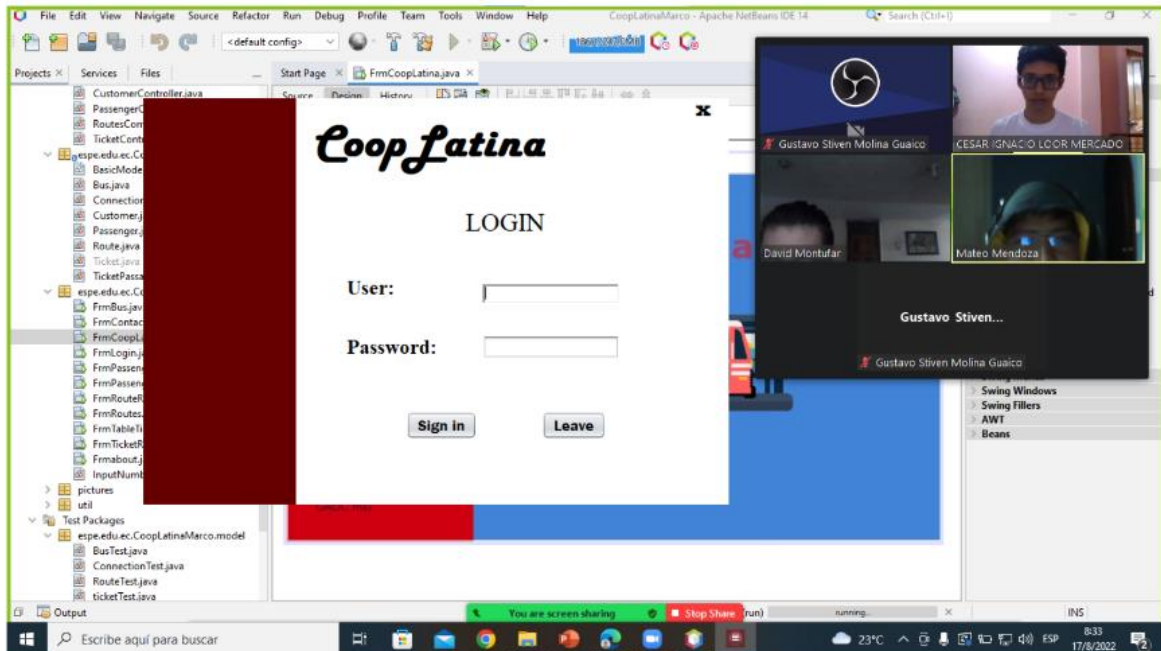 File Edit View Navigate Source Refactor Run Debug Profile Team Tools Window Help
CoopLatinaMarco - Apache NetBeans IDE 14
Search (Ctrl+I)
<default config>
Projects Services Files
Start Page FrmCoopLatina.java
Source Design History
CustomerController.java
PassengerC
RoutesCom
TicketCont
espe.edu.ec.Co
BasicMode
Bus.java
Connection
Customer.j
Passenger.j
Route.java
Ticket.java
TicketPassa
espe.edu.ec.Co
FrmBus.jav
FrmContac
FrmCoopLa
FrmLogin.j
FrmPassen
FrmPassen
FrmRouteR
FrmRoutes.
FrmTableTi
FrmTicketR
Frmabout.j
InputNumb
pictures
util
Test Packages
espe.edu.ec.CoopLatinaMarco.model
BusTest.java
ConnectionTest.java
RouteTest.java
ticketTest.java
x
Coop Latina
LOGIN
User:
Password:
Sign in Leave
a
Gustavo Stiven Molina Guaico
CESAR IGNACIO LOOR MERCADO
David Montufar
Mateo Mendoza
Gustavo Stiven...
Gustavo Stiven Molina Guaico
Swing Windows
Swing Fillers
AWT
Beans
Output
You are screen sharing Stop Share
(run) running... INS
Escribe aquí para buscar
23°C ESP
8:33
17/8/2022
2